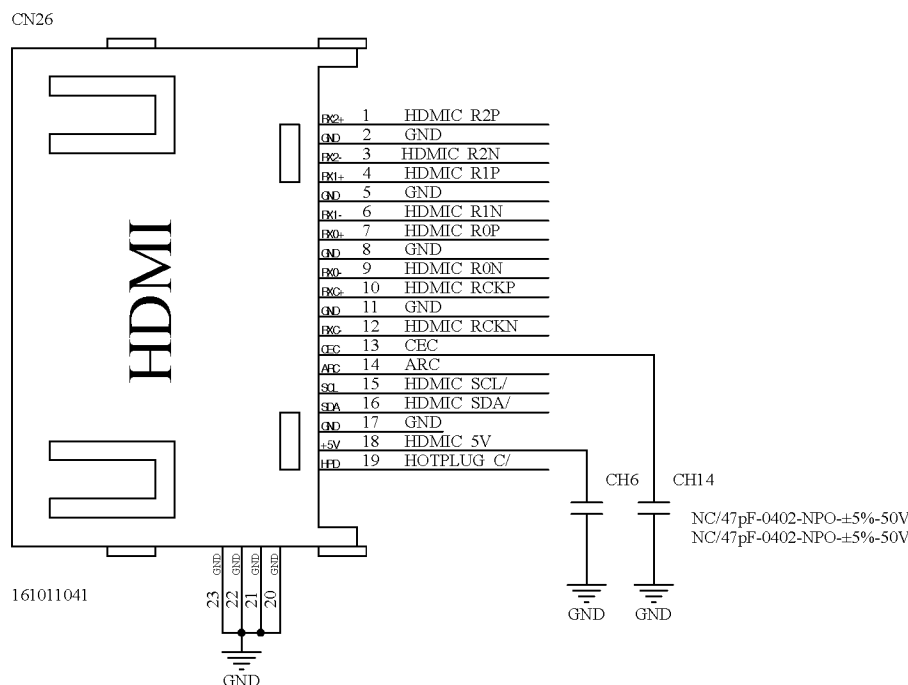 CN26
RX2+ 1 HDMIC R2P
GND 2 GND
RX2- 3 HDMIC R2N
RX1+ 4 HDMIC R1P
GND 5 GND
RX1- 6 HDMIC R1N
RX0+ 7 HDMIC R0P
GND 8 GND
RX0- 9 HDMIC R0N
RXC+ 10 HDMIC RCKP
GND 11 GND
RXC- 12 HDMIC RCKN
CEC 13 CEC
ARC 14 ARC
SCL 15 HDMIC SCL/
SDA 16 HDMIC SDA/
GND 17 GND
+5V 18 HDMIC 5V
HPD 19 HOTPLUG C/
HDMI
CH6 CH14
NC/47pF-0402-NPO-±5%-50V
NC/47pF-0402-NPO-±5%-50V
GND GND
161011041
GND GND GND GND
23 22 21 20
GND